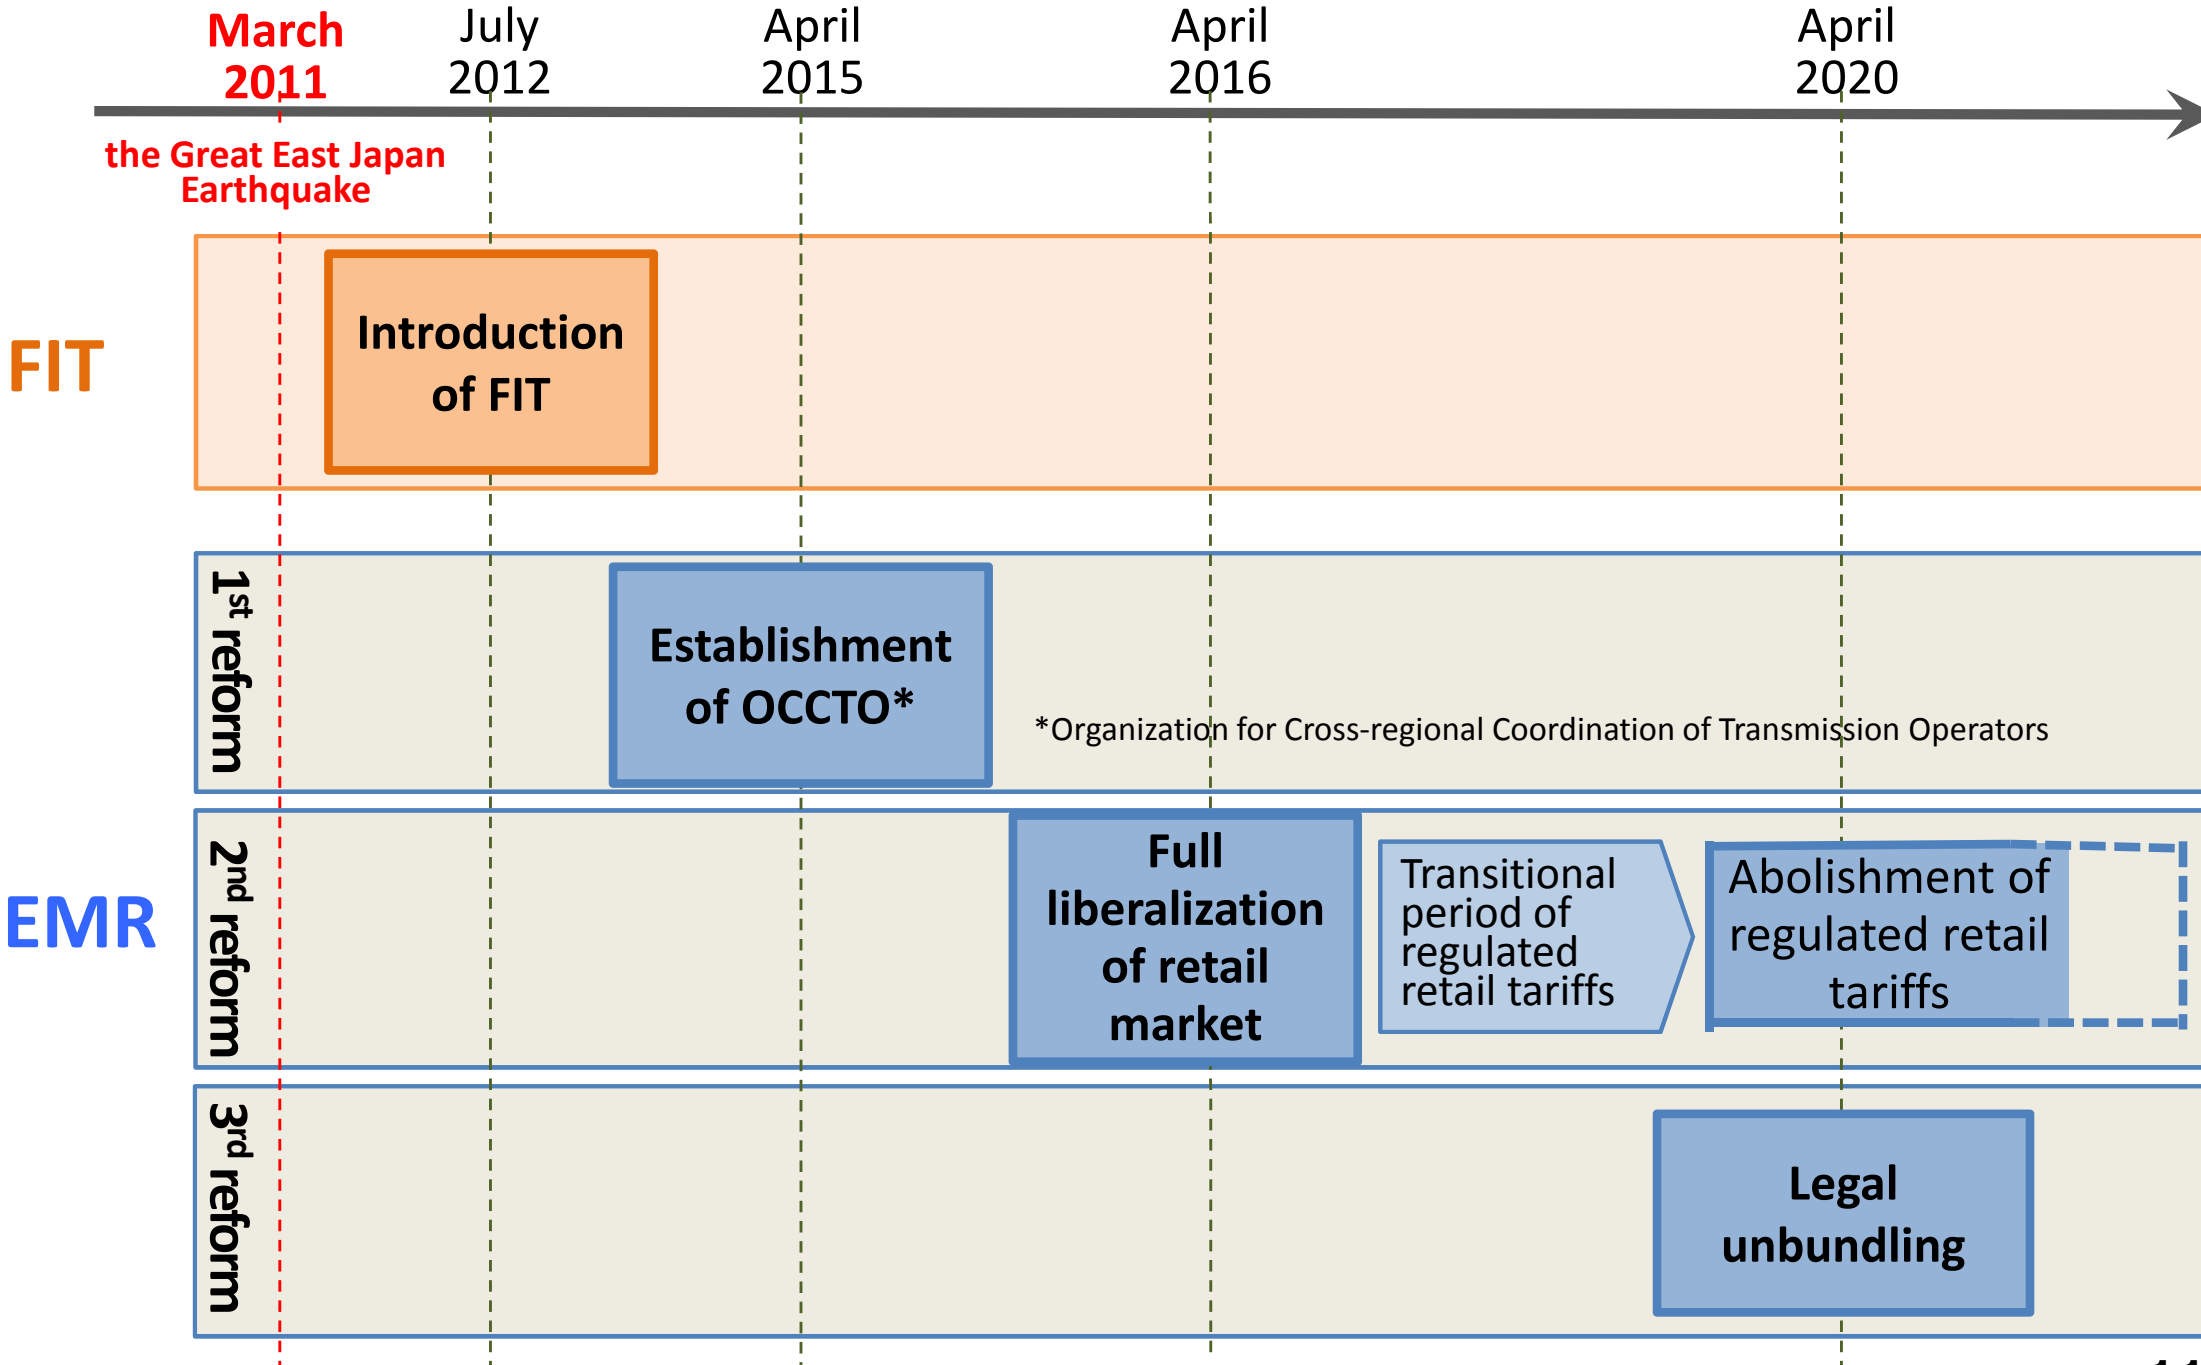 March
2011
July
2012
April
2015
April
2016
April
2020
the Great East Japan
Earthquake
FIT
Introduction
of FIT
EMR
1st reform
Establishment
of OCCTO*
*Organization for Cross-regional Coordination of Transmission Operators
2nd reform
Full
liberalization
of retail
market
Transitional
period of
regulated
retail tariffs
Abolishment of
regulated retail
tariffs
3rd reform
Legal
unbundling